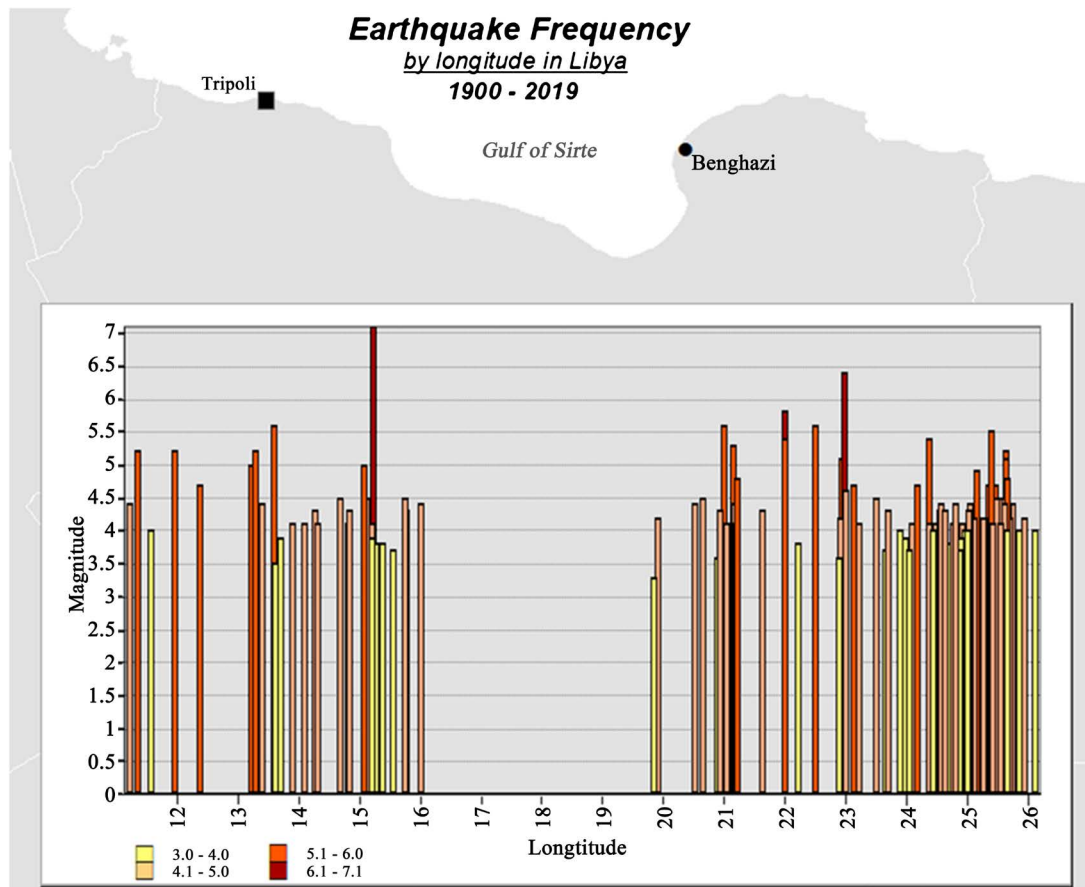 Earthquake Frequency
by longitude in Libya
1900 - 2019
Tripoli
Gulf of Sirte
Benghazi
7
6.5
6
5.5
5
4.5
4
3.5
3
2.5
2
1.5
1
0.5
0
Magnitude
12 13 14 15 16 17 18 19 20 21 22 23 24 25 26
Longtitude
3.0 - 4.0 5.1 - 6.0
4.1 - 5.0 6.1 - 7.1